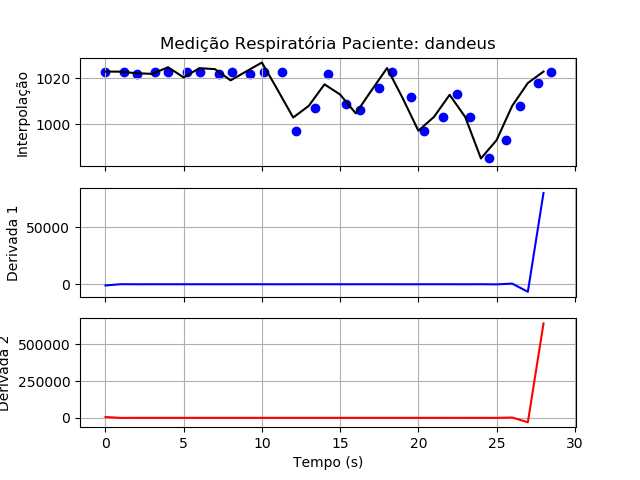 Medição Respiratória Paciente: dandeus
Interpolação
1020
1000
Derivada 1
50000
0
Derivada 2
500000
250000
0
0 5 10 15 20 25 30
Tempo (s)